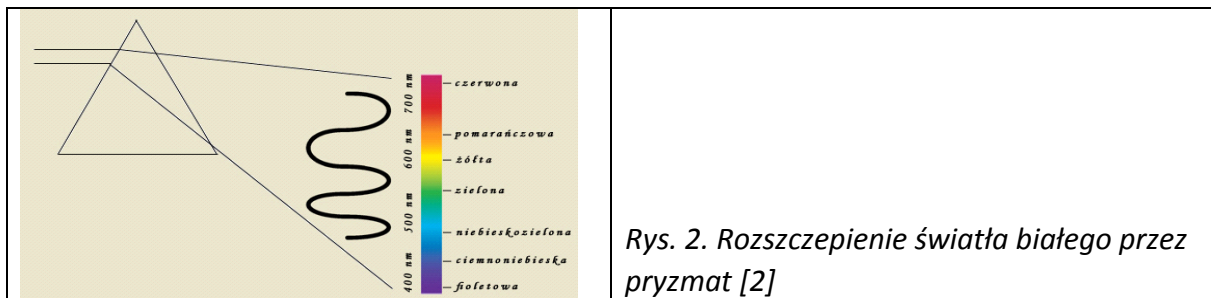 700 nm
600 nm
500 nm
400 nm
czerwona
pomarańczowa
żółta
zielona
niebieskozielona
ciemnoniebieska
fioletowa
Rys. 2. Rozszczepienie światła białego przez
pryzmat [2]